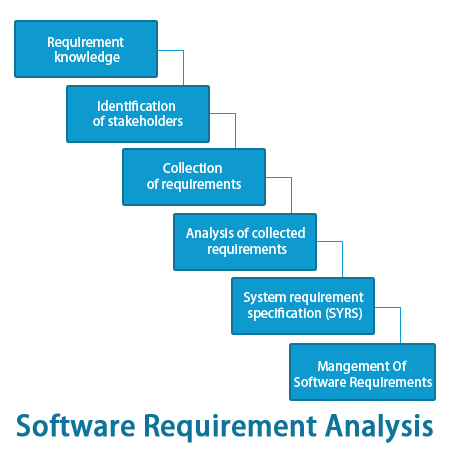 Requirement
knowledge
Identification
of stakeholders
Collection
of requirements
Analysis of collected
requirements
System requirement
specification (SYRS)
Mangement Of
Software Requirements
Software Requirement Analysis